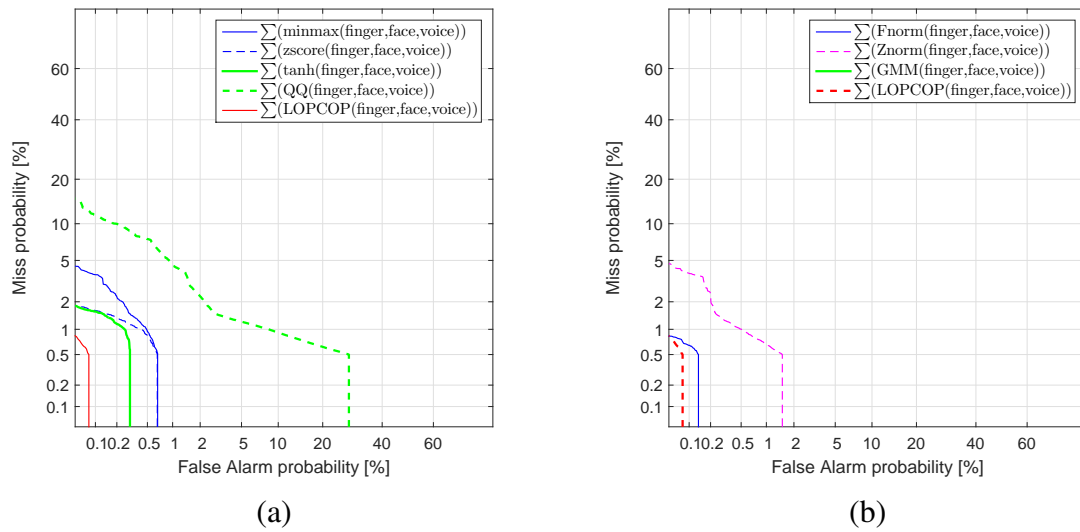 ∑(minmax(finger,face,voice))
∑(zscore(finger,face,voice))
∑(tanh(finger,face,voice))
∑(QQ(finger,face,voice))
∑(LOPCOP(finger,face,voice))
60
40
20
10
5
2
1
0.5
0.2
0.1
Miss probability [%]
0.1 0.2 0.5 1 2 5 10 20 40 60
False Alarm probability [%]
(a)
∑(Fnorm(finger,face,voice))
∑(Znorm(finger,face,voice))
∑(GMM(finger,face,voice))
∑(LOPCOP(finger,face,voice))
60
40
20
10
5
2
1
0.5
0.2
0.1
Miss probability [%]
0.1 0.2 0.5 1 2 5 10 20 40 60
False Alarm probability [%]
(b)